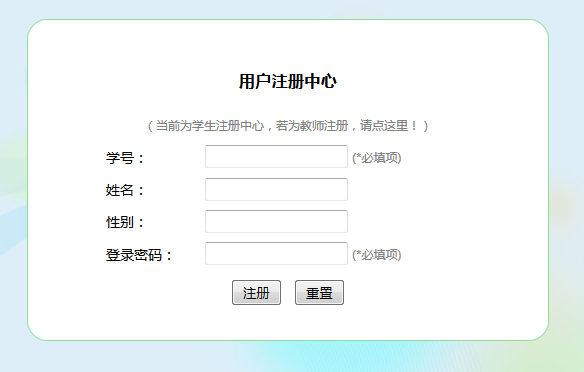 用户注册中心
（当前为学生注册中心，若为教师注册，请点这里！）
学号： (*必填项)
姓名：
性别：
登录密码： (*必填项)
注册 重置